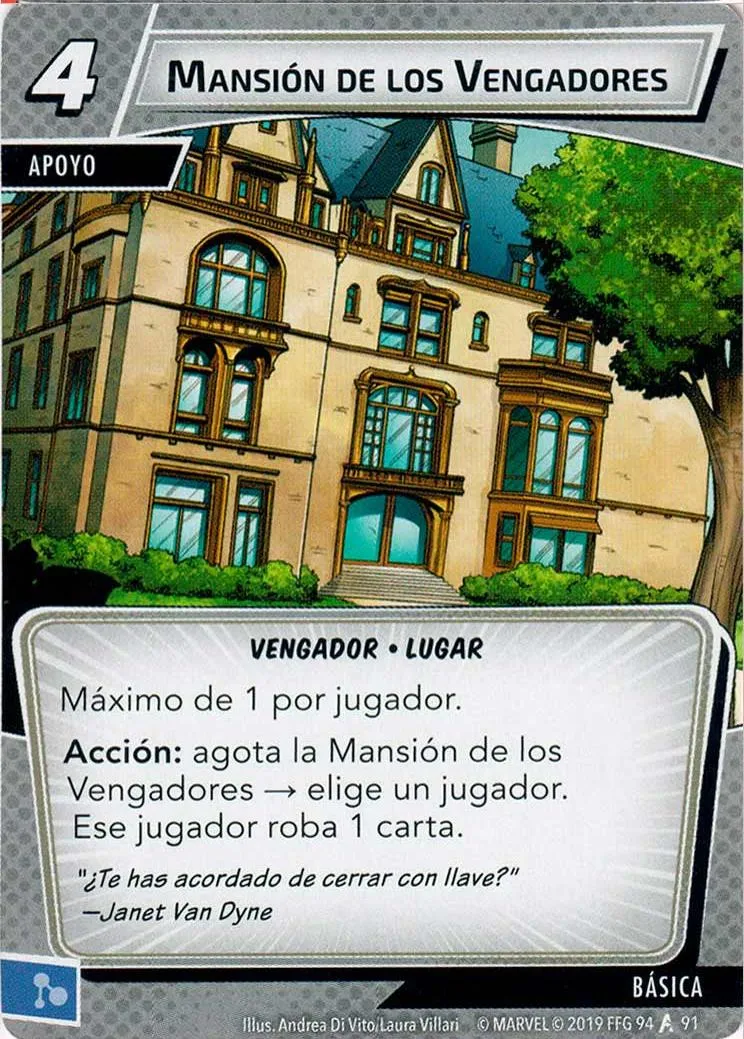 4
MANSIÓN DE LOS VENGADORES
APOYO
VENGADOR • LUGAR
Máximo de 1 por jugador.
Acción: agota la Mansión de los
Vengadores → elige un jugador.
Ese jugador roba 1 carta.
"¿Te has acordado de cerrar con llave?"
—Janet Van Dyne
BÁSICA
Illus. Andrea Di Vito/Laura Villari © MARVEL © 2019 FFG 94 91